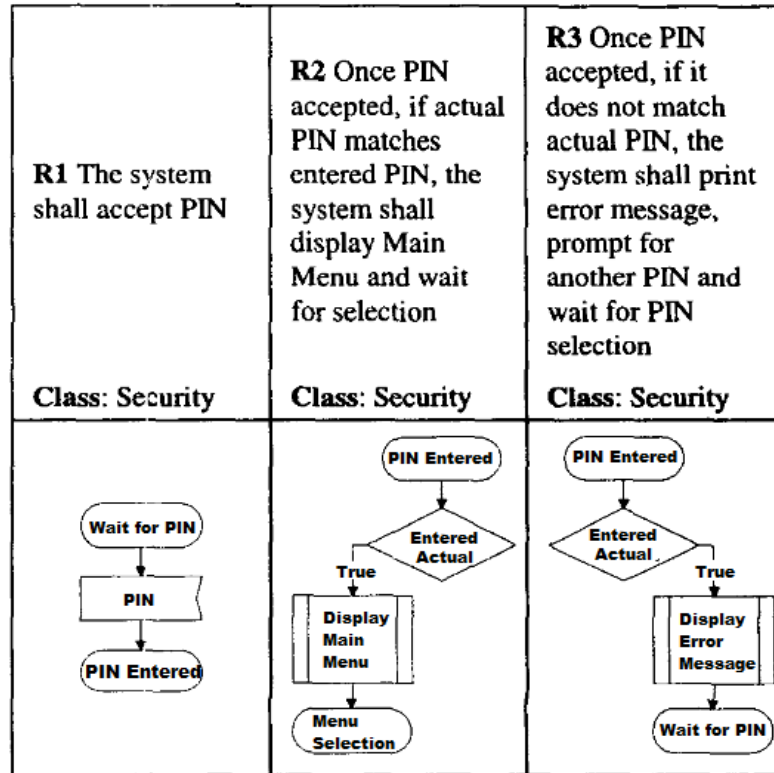 R1 The system
shall accept PIN
Class: Security
R2 Once PIN
accepted, if actual
PIN matches
entered PIN, the
system shall
display Main
Menu and wait
for selection
Class: Security
R3 Once PIN
accepted, if it
does not match
actual PIN, the
system shall print
error message,
prompt for
another PIN and
wait for PIN
selection
Class: Security
Wait for PIN
PIN
PIN Entered
PIN Entered
Entered
Actual
True
Display
Main
Menu
Menu
Selection
PIN Entered
Entered
Actual
True
Display
Error
Message
Wait for PIN